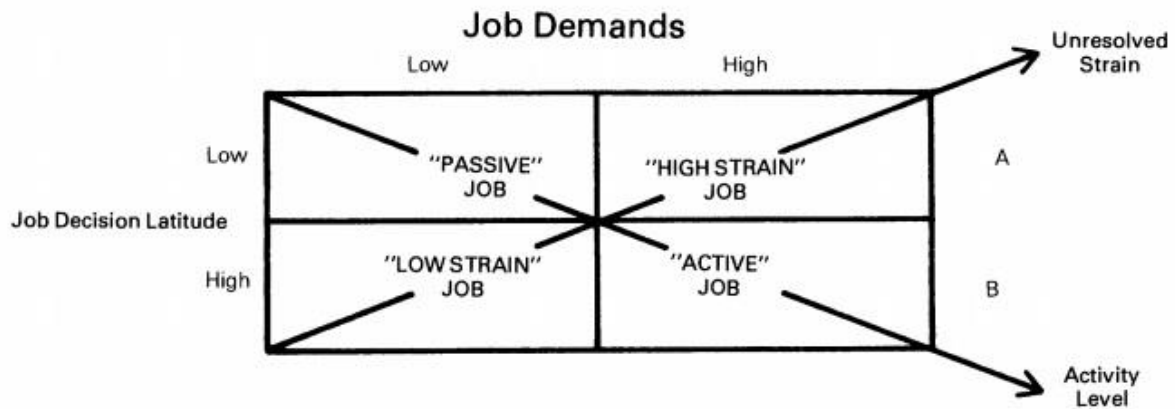 Job Demands
Low
High
Unresolved
Strain
Low
"PASSIVE"
JOB
"HIGH STRAIN"
JOB
A
Job Decision Latitude
High
"LOW STRAIN"
JOB
"ACTIVE"
JOB
B
Activity
Level